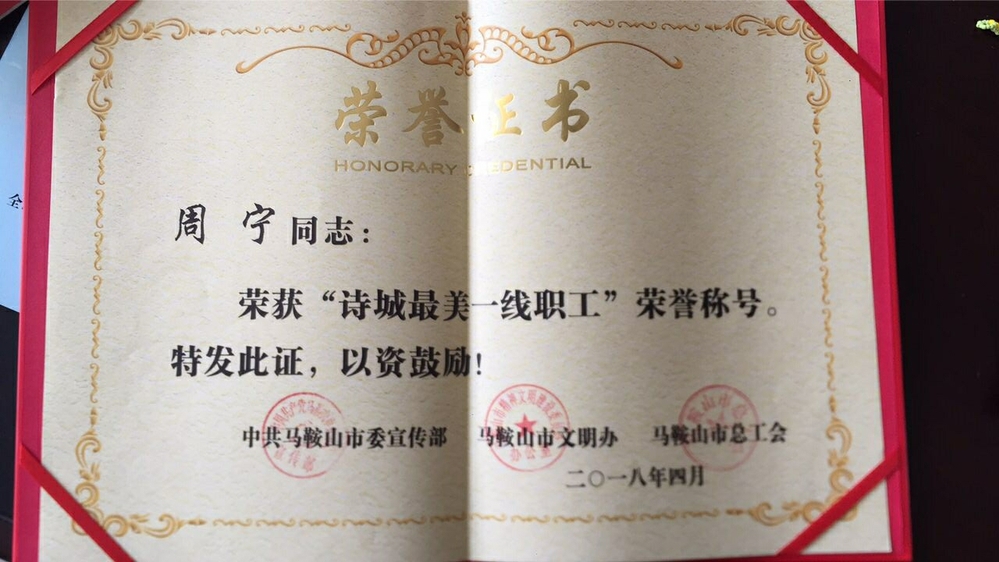 荣誉证书
HONORARY CREDENTIAL
周宁同志：
荣获“诗城最美一线职工”荣誉称号。
特发此证，以资鼓励！
中共马鞍山市委宣传部 马鞍山市文明办 马鞍山市总工会
二〇一八年四月
全